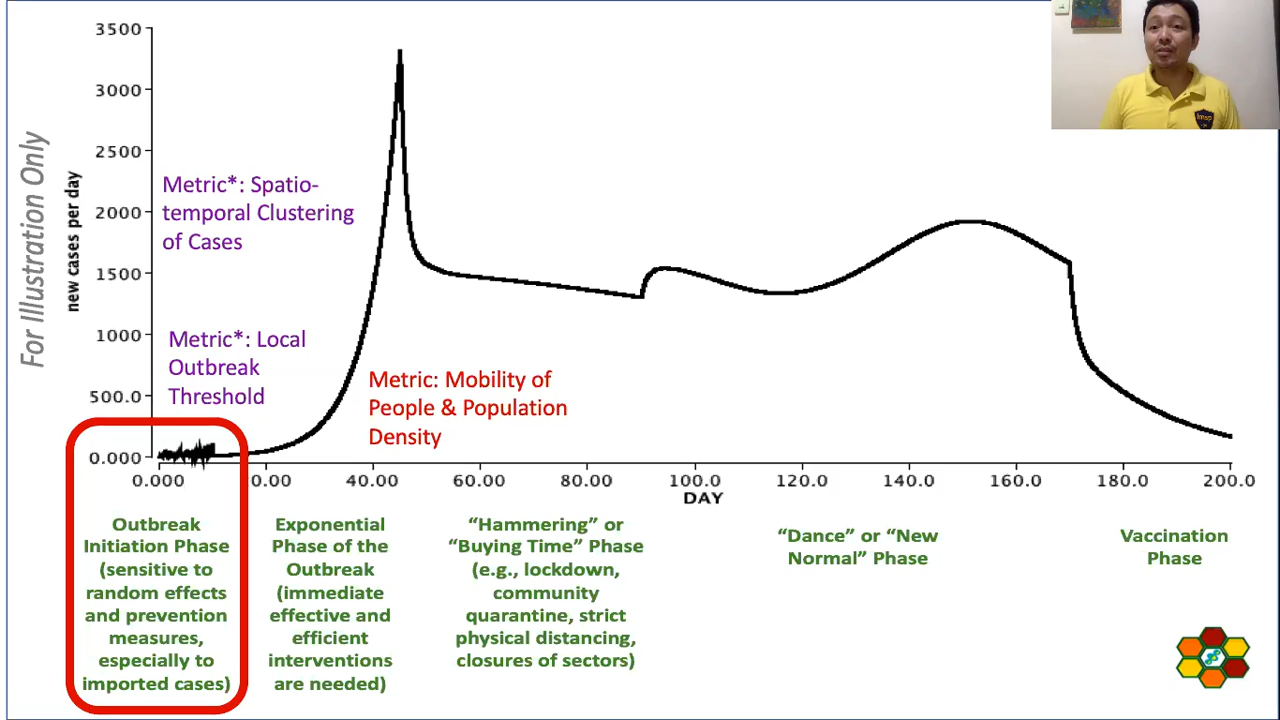 For Illustration Only
new cases per day
3500
3000
2500
2000
1500
1000
500.0
0.000
Metric*: Spatio-
temporal Clustering
of Cases
Metric*: Local
Outbreak
Threshold
Metric: Mobility of
People & Population
Density
0.000
20.00
40.00
60.00
80.00
100.0
120.0
140.0
160.0
180.0
200.0
DAY
Outbreak
Initiation Phase
(sensitive to
random effects
and prevention
measures,
especially to
imported cases)
Exponential
Phase of the
Outbreak
(immediate
effective and
efficient
interventions
are needed)
“Hammering” or
“Buying Time” Phase
(e.g., lockdown,
community
quarantine, strict
physical distancing,
closures of sectors)
“Dance” or “New
Normal” Phase
Vaccination
Phase